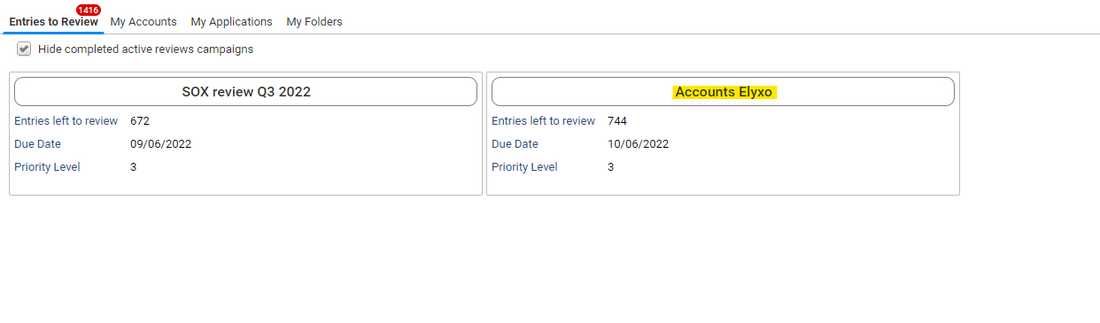 1416
Entries to Review My Accounts My Applications My Folders
Hide completed active reviews campaigns
SOX review Q3 2022
Entries left to review 672
Due Date 09/06/2022
Priority Level 3
Accounts Elyxo
Entries left to review 744
Due Date 10/06/2022
Priority Level 3